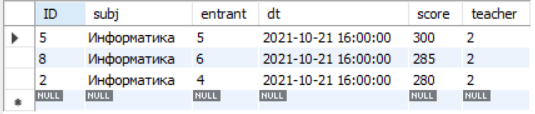 ID subj entrant dt score teacher
5 Информатика 5 2021-10-21 16:00:00 300 2
8 Информатика 6 2021-10-21 16:00:00 285 2
2 Информатика 4 2021-10-21 16:00:00 280 2
NULL NULL NULL NULL NULL NULL